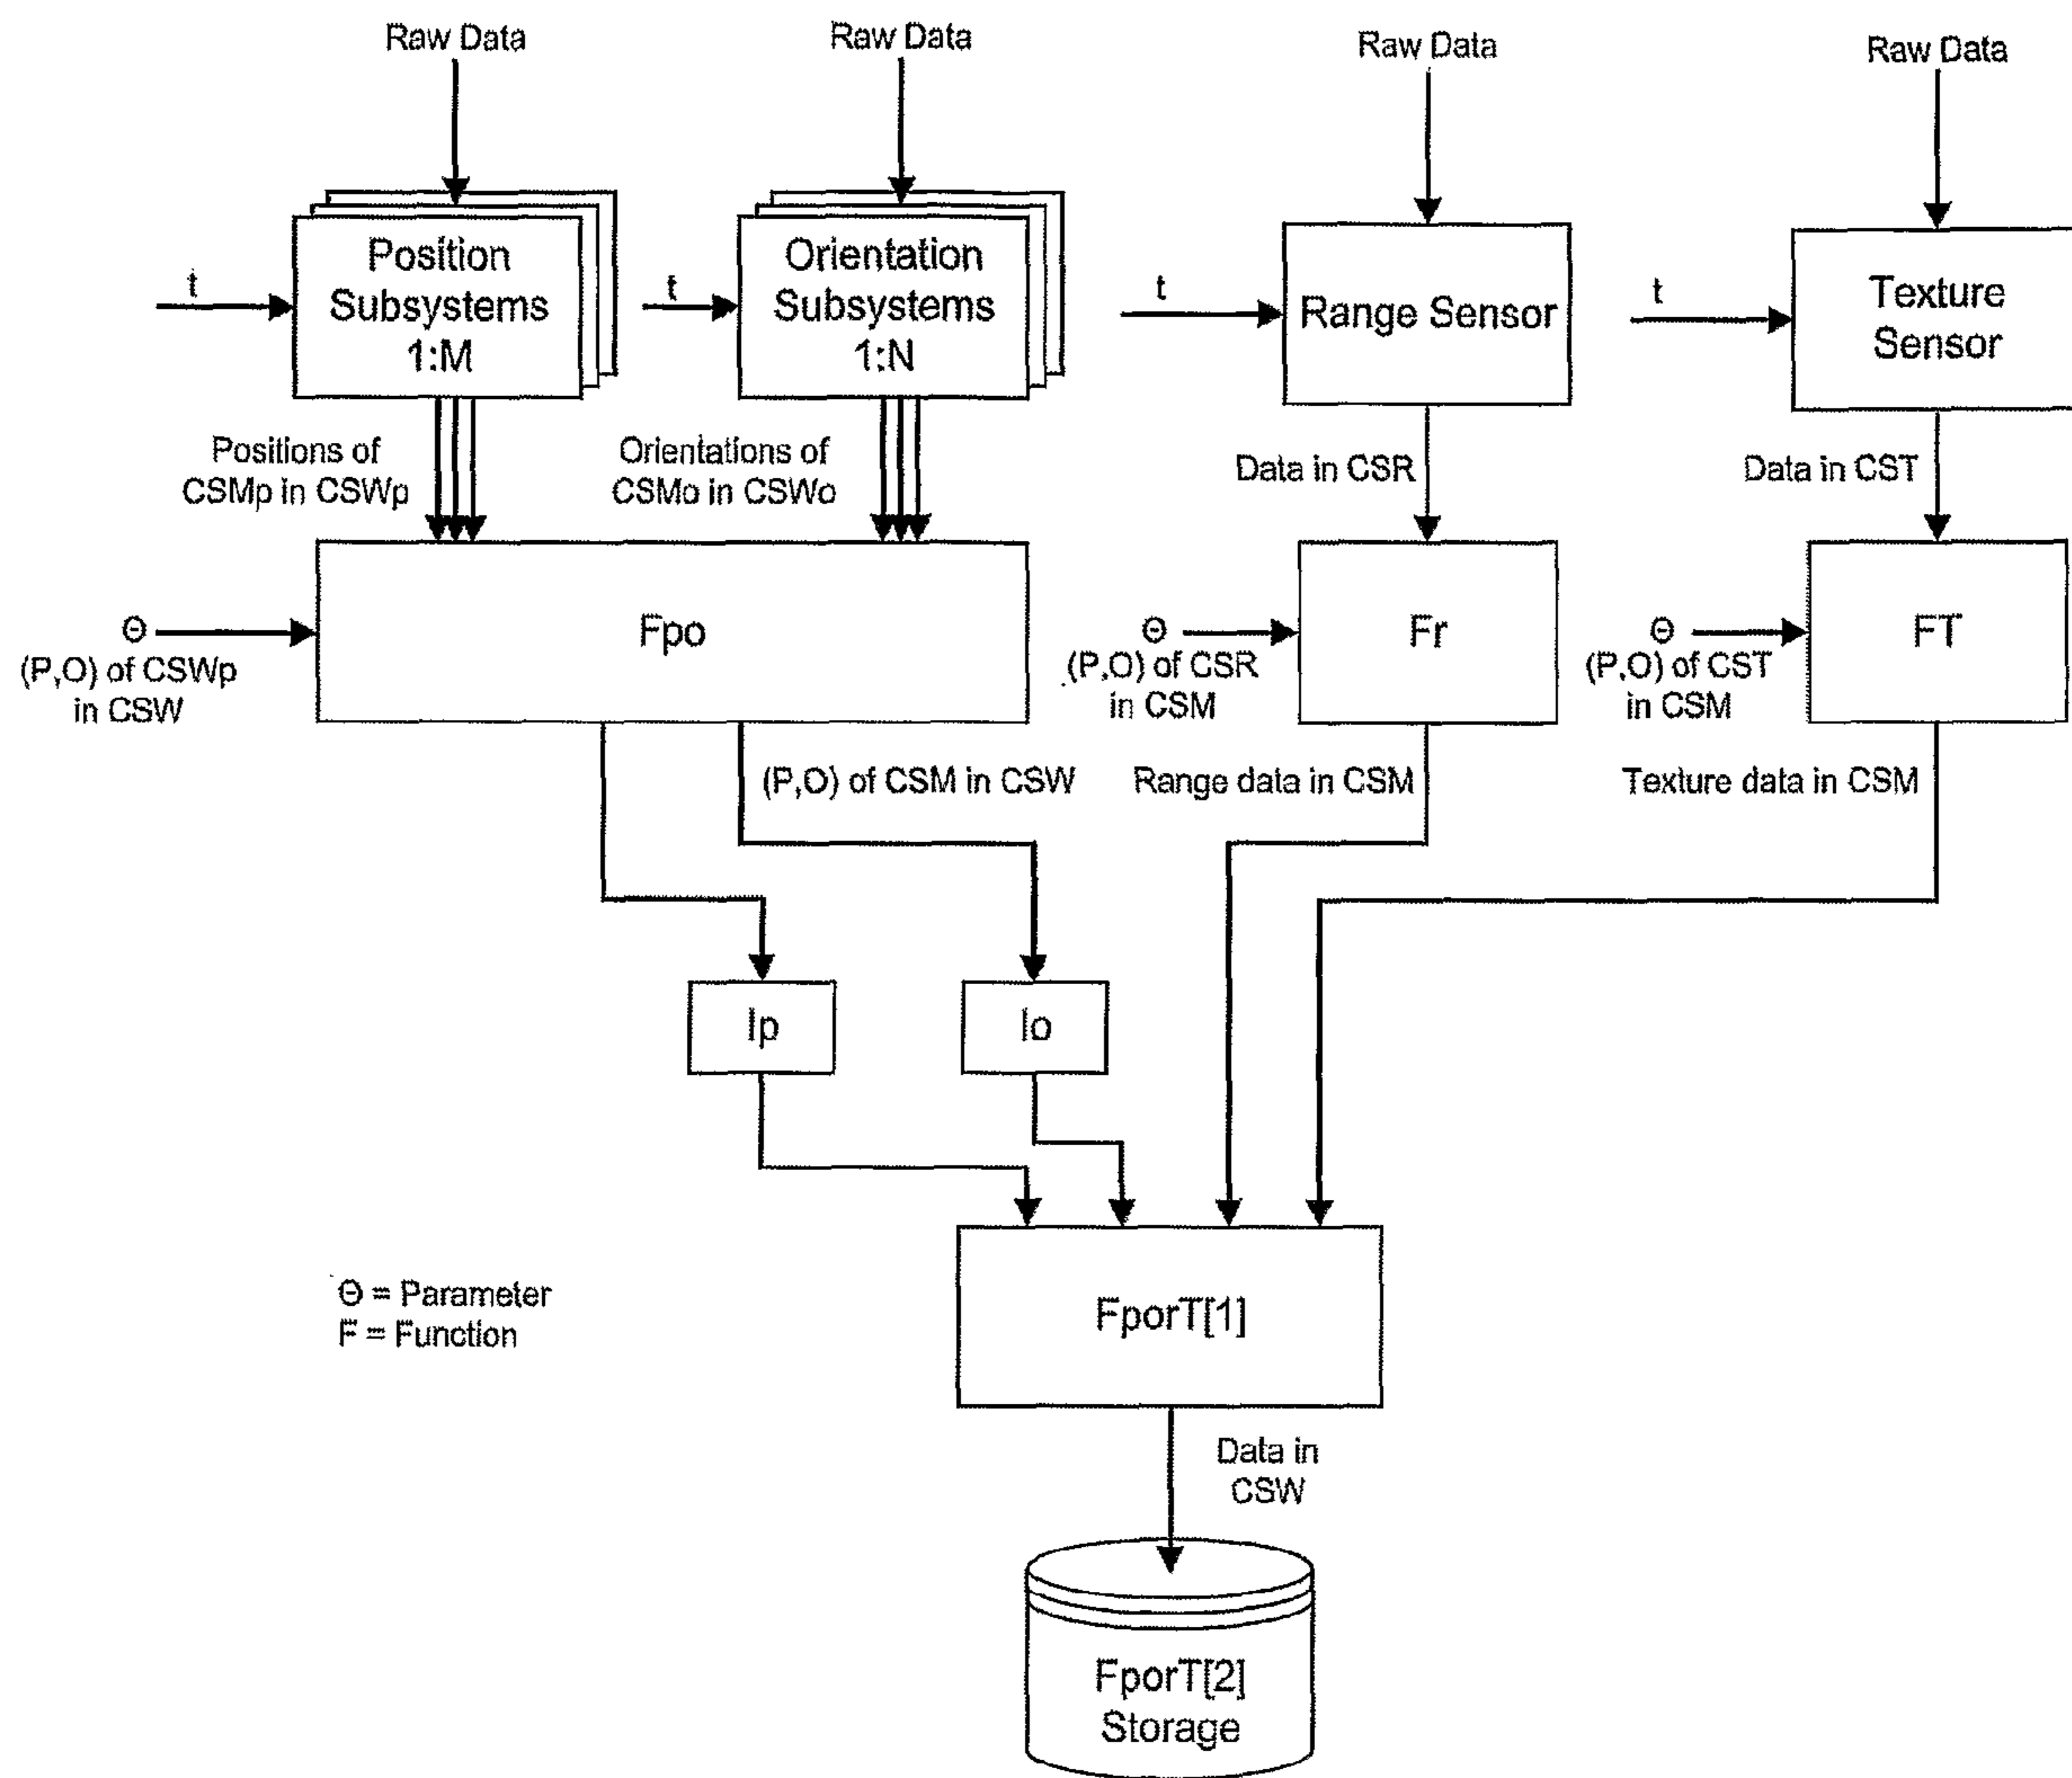 Raw Data
Raw Data
Raw Data
Raw Data
t
Position
Subsystems
1:M
t
Orientation
Subsystems
1:N
t
Range Sensor
t
Texture
Sensor
Positions of
CSMp in CSWp
Orientations of
CSMo in CSWo
Data in CSR
Data in CST
Θ
(P,O) of CSWp
in CSW
Fpo
Θ
(P,O) of CSR
in CSM
Fr
Θ
(P,O) of CST
in CSM
FT
(P,O) of CSM in CSW
Range data in CSM
Texture data in CSM
Ip
Io
Θ = Parameter
F = Function
FporT[1]
Data in
CSW
FporT[2]
Storage